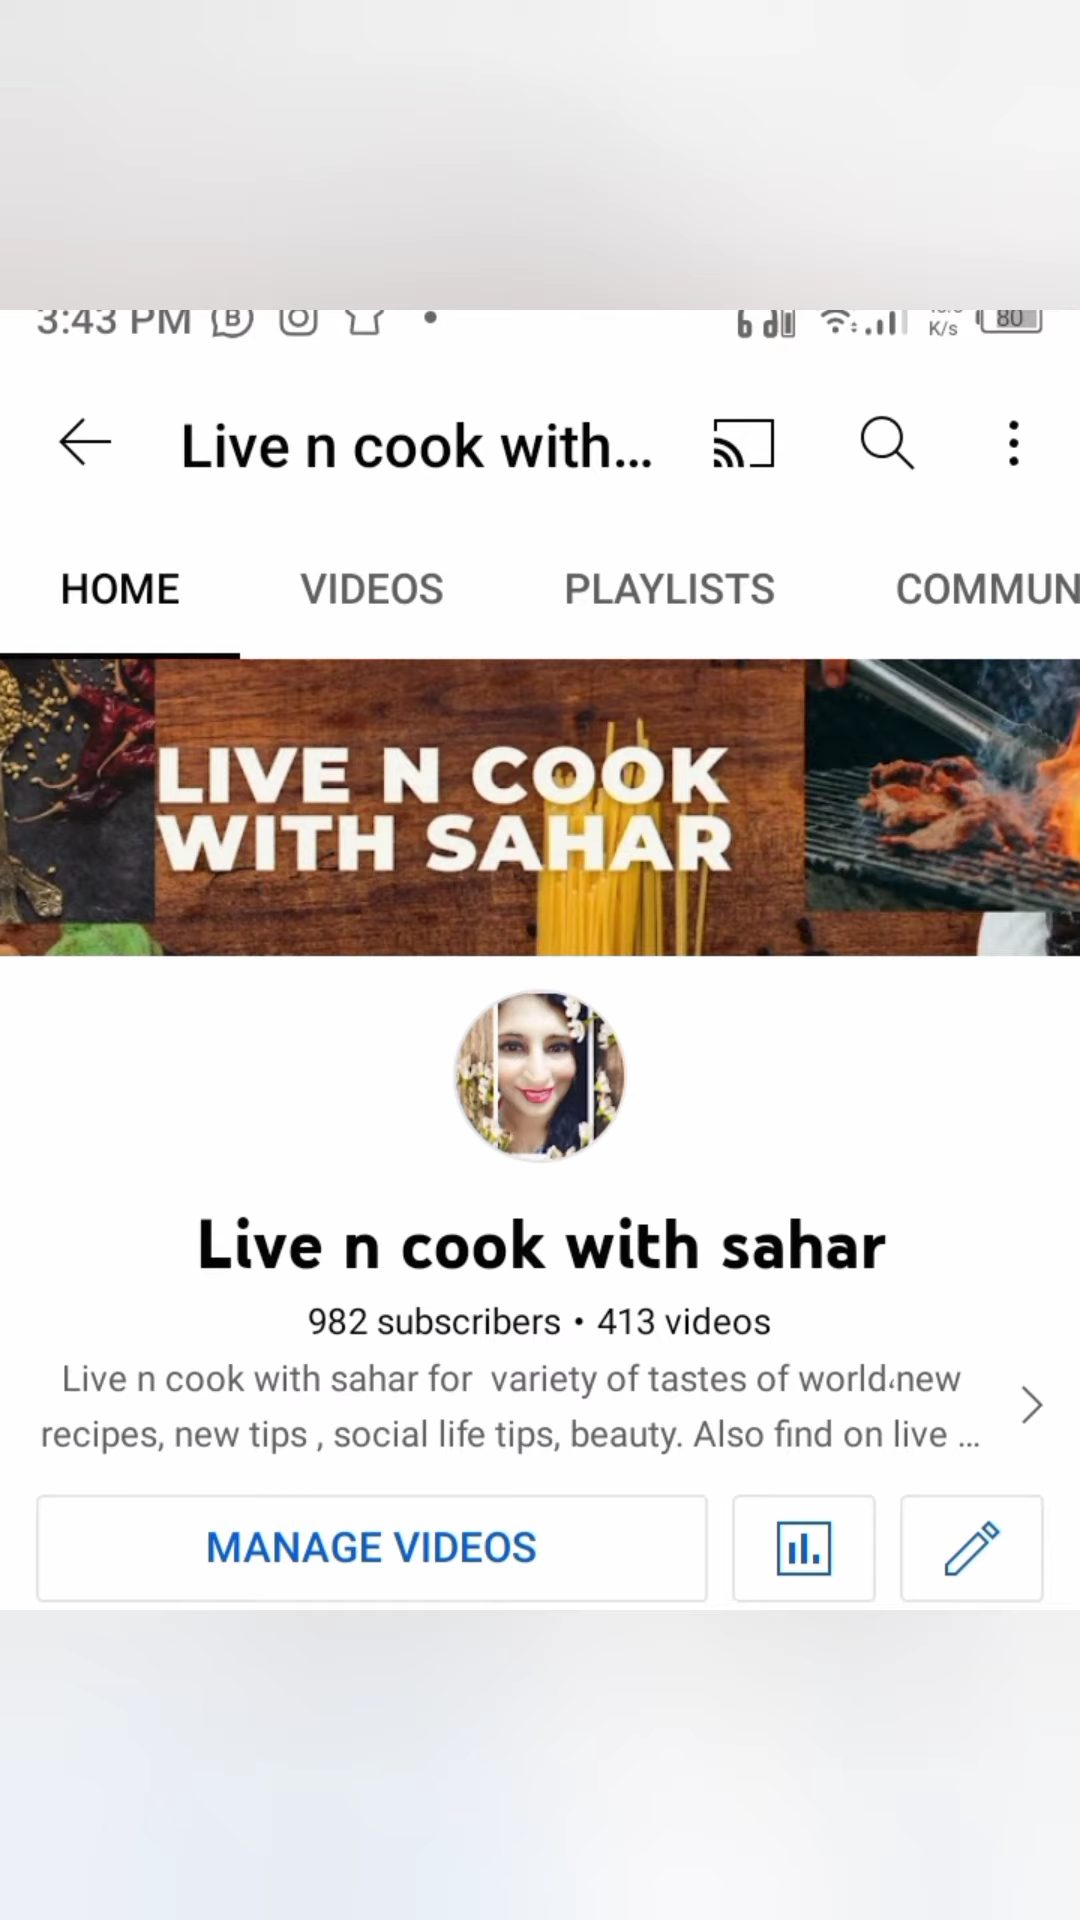 3:43 PM
K/s
80
Live n cook with...
HOME VIDEOS PLAYLISTS COMMUN
LIVE N COOK
WITH SAHAR
Live n cook with sahar
982 subscribers • 413 videos
Live n cook with sahar for variety of tastes of world،new
recipes, new tips , social life tips, beauty. Also find on live ...
MANAGE VIDEOS